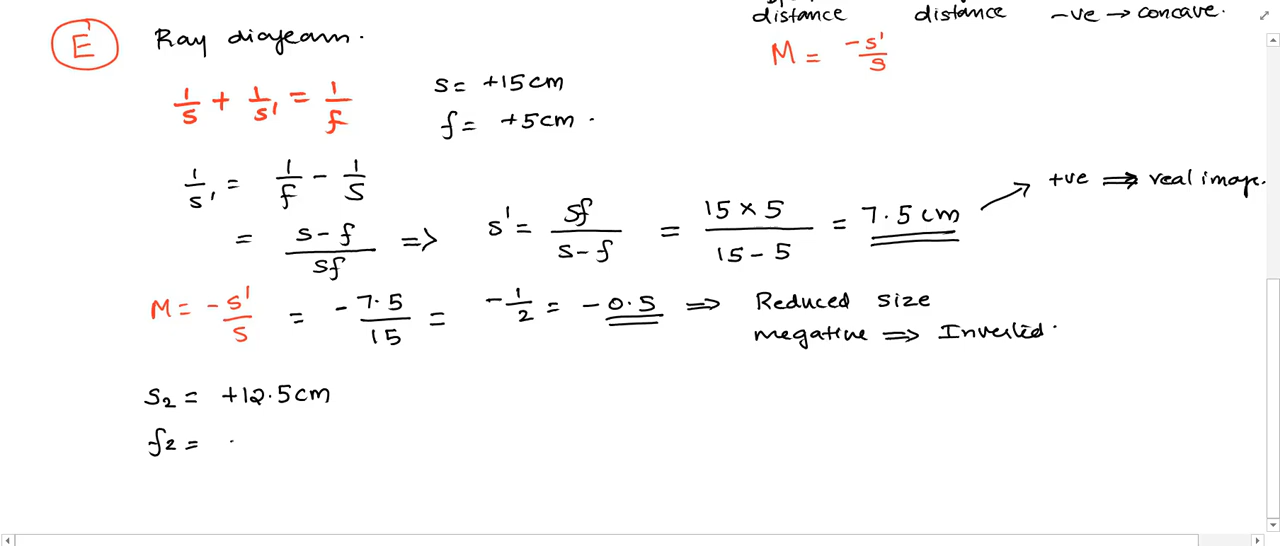 distance distance -ve → concave.
E Ray diagram.
M = -s'/s
1/s + 1/s' = 1/f
s = +15cm
f = +5cm.
1/s' = 1/f - 1/s
+ve ⇒ real image.
= s-f/sf => s' = sf/s-f = 15×5/15-5 = 7.5 cm
M = -s'/s = -7.5/15 = -1/2 = -0.5 ⇒ Reduced size
negative ⇒ Inverted.
s2 = +12.5cm
f2 =